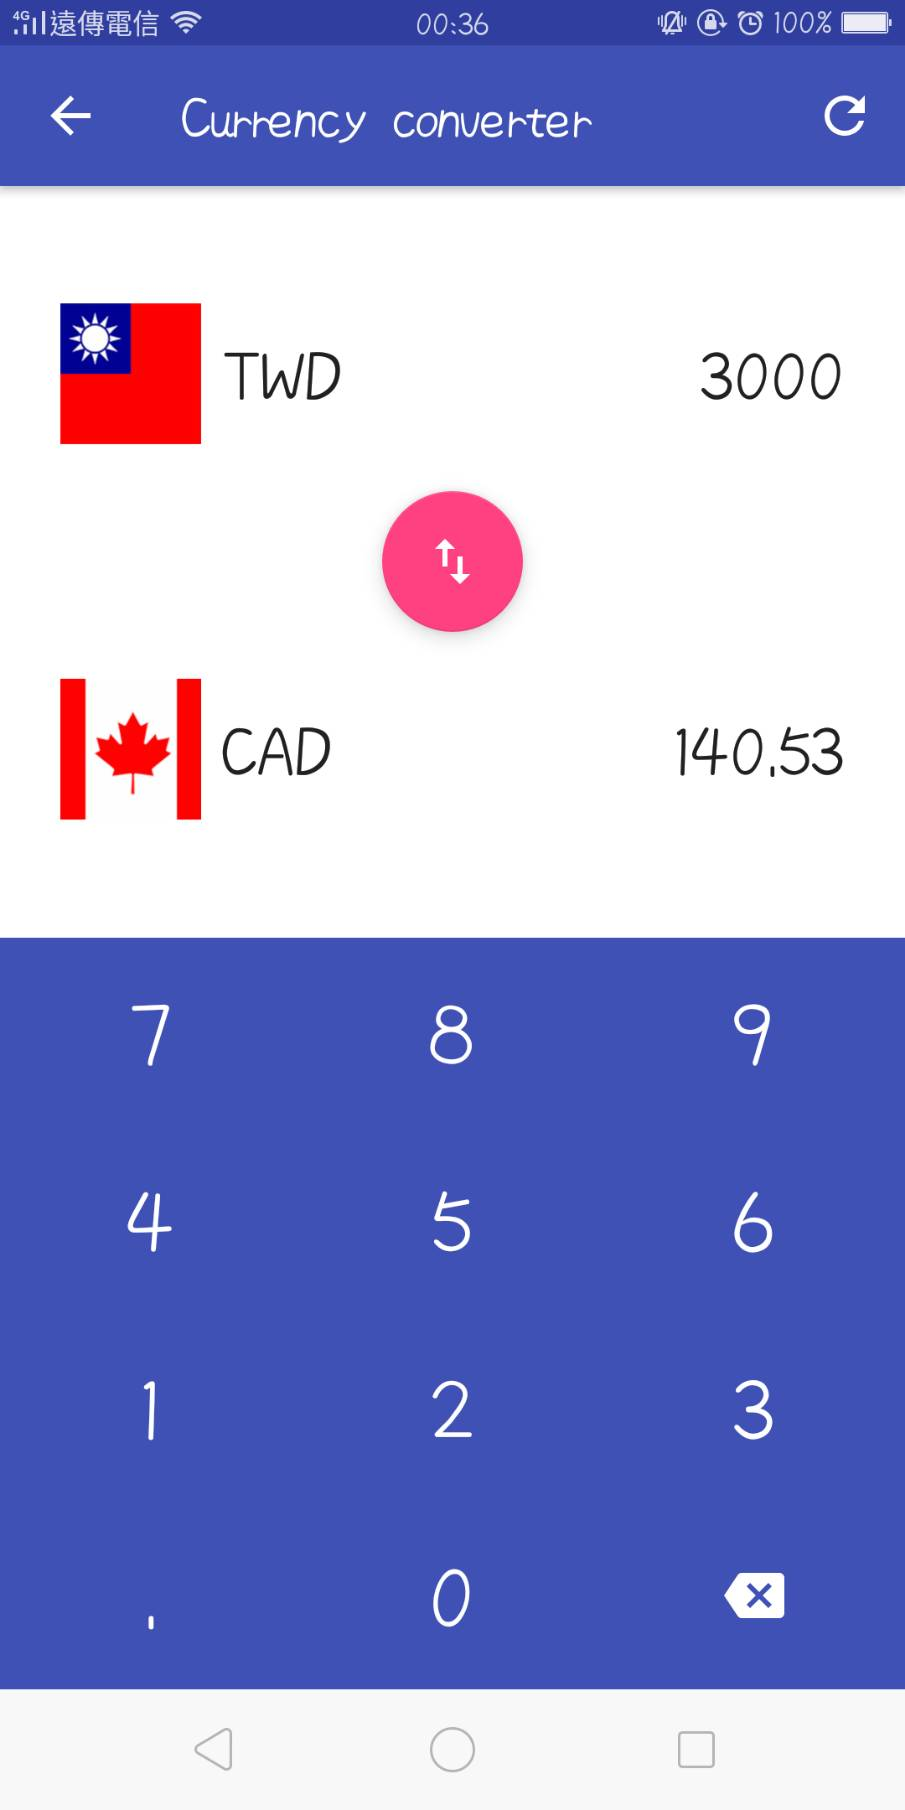 4G 遠傳電信 00:36 100%
Currency converter
TWD 3000
CAD 140.53
7 8 9
4 5 6
1 2 3
. 0